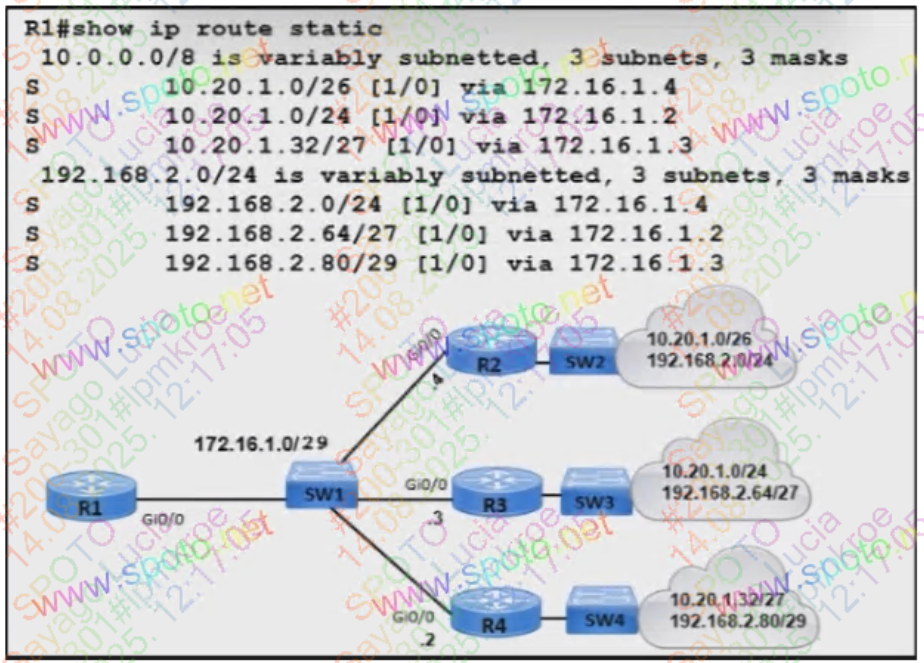 R1#show ip route static
10.0.0.0/8 is variably subnetted, 3 subnets, 3 masks
S 10.20.1.0/26 [1/0] via 172.16.1.4
S 10.20.1.0/24 [1/0] via 172.16.1.2
S 10.20.1.32/27 [1/0] via 172.16.1.3
192.168.2.0/24 is variably subnetted, 3 subnets, 3 masks
S 192.168.2.0/24 [1/0] via 172.16.1.4
S 192.168.2.64/27 [1/0] via 172.16.1.2
S 192.168.2.80/29 [1/0] via 172.16.1.3
Gi0/0
R2
SW2
10.20.1.0/26
192.168.2.0/24
.4
172.16.1.0/29
R1
Gi0/0
SW1
Gi0/0
.3
R3
SW3
10.20.1.0/24
192.168.2.64/27
Gi0/0
.2
R4
SW4
10.20.1.32/27
192.168.2.80/29
www.spoto.net
SPOTO Lucia
Sayago
#200-301#Ipmkroe
14.08.2025. 12:17:05